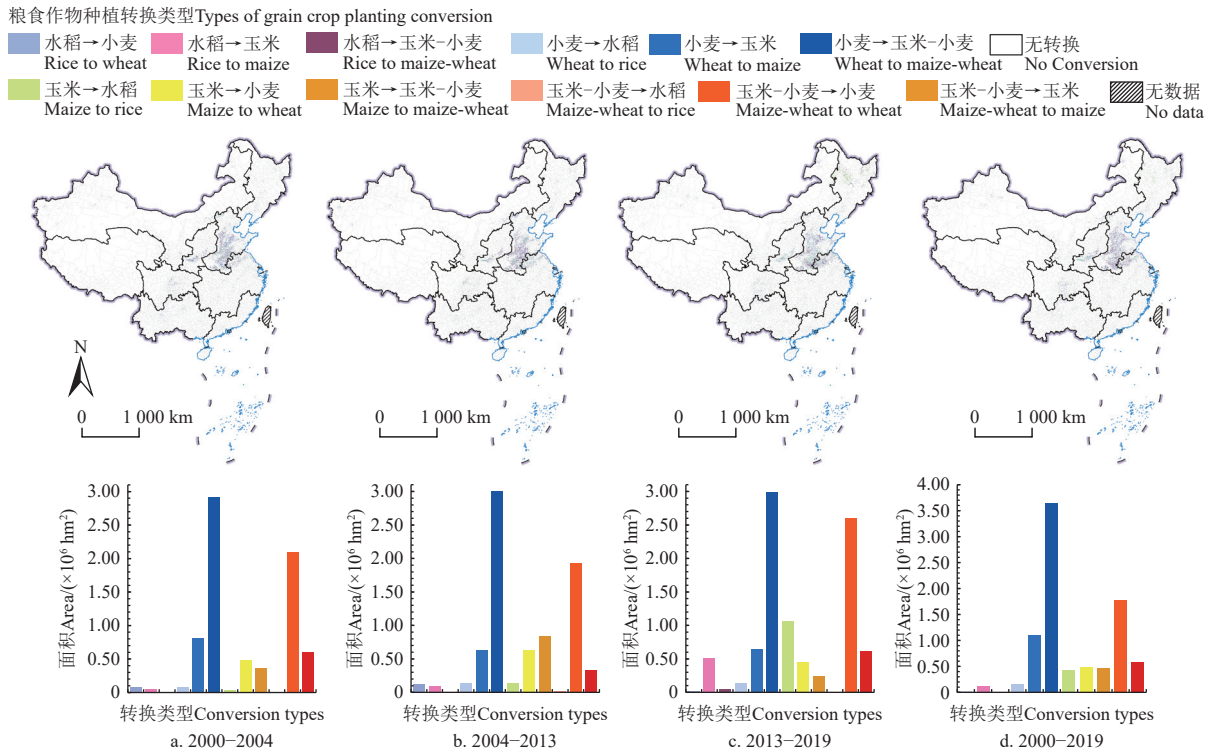 粮食作物种植转换类型Types of grain crop planting conversion
水稻→小麦 水稻→玉米 水稻→玉米-小麦 小麦→水稻 小麦→玉米 小麦→玉米-小麦 无转换
Rice to wheat Rice to maize Rice to maize-wheat Wheat to rice Wheat to maize Wheat to maize-wheat No Conversion
玉米→水稻 玉米→小麦 玉米→玉米-小麦 玉米-小麦→水稻 玉米-小麦→小麦 玉米-小麦→玉米 无数据
Maize to rice Maize to wheat Maize to maize-wheat Maize-wheat to rice Maize-wheat to wheat Maize-wheat to maize No data
N
0 1 000 km
0 1 000 km
0 1 000 km
0 1 000 km
面积Area/(×10⁶ hm²)
3.00
2.50
2.00
1.50
1.00
0.50
0
转换类型Conversion types
a. 2000−2004
面积Area/(×10⁶ hm²)
3.00
2.50
2.00
1.50
1.00
0.50
0
转换类型Conversion types
b. 2004−2013
面积Area/(×10⁶ hm²)
3.00
2.50
2.00
1.50
1.00
0.50
0
转换类型Conversion types
c. 2013−2019
面积Area/(×10⁶ hm²)
4.00
3.50
3.00
2.50
2.00
1.50
1.00
0.50
0
转换类型Conversion types
d. 2000−2019